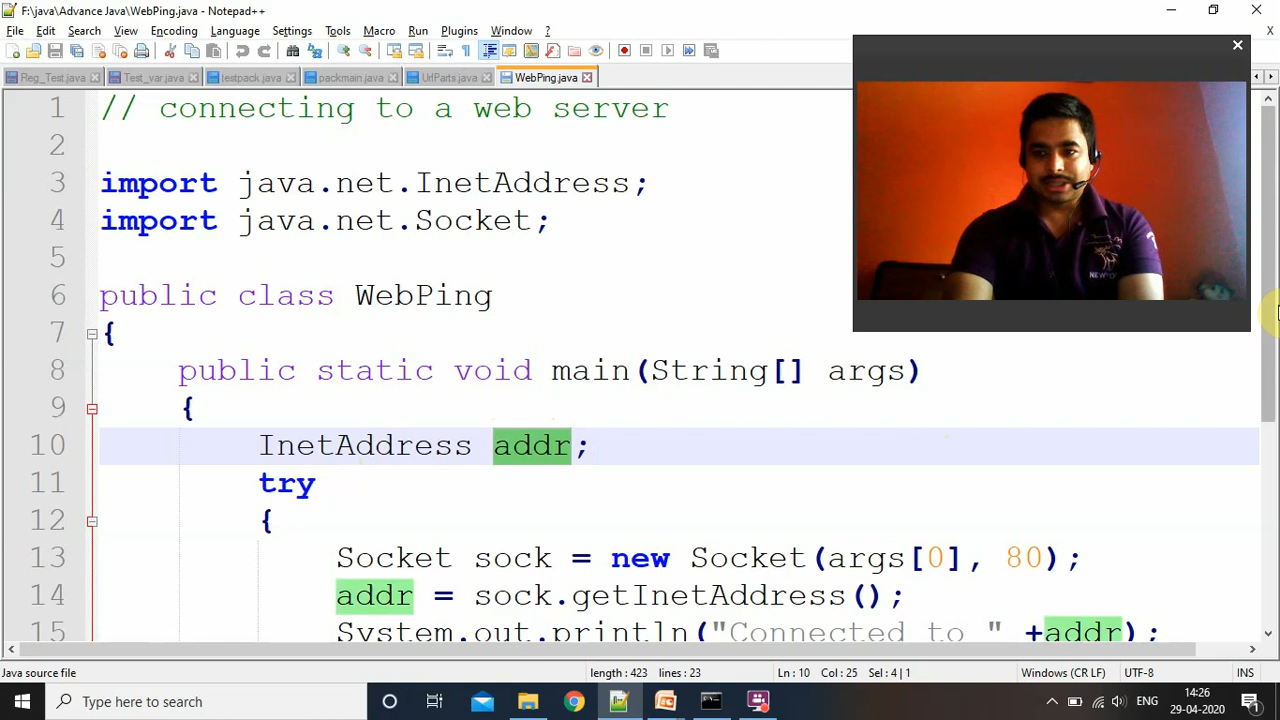 F:\java\Advance Java\WebPing.java - Notepad++
File Edit Search View Encoding Language Settings Tools Macro Run Plugins Window ? X
Reg_Test.java Test_var.java testpack.java packmain.java UrlParts.java WebPing.java
1 // connecting to a web server
2
3 import java.net.InetAddress;
4 import java.net.Socket;
5
6 public class WebPing
7 {
8 public static void main(String[] args)
9 {
10 InetAddress addr;
11 try
12 {
13 Socket sock = new Socket(args[0], 80);
14 addr = sock.getInetAddress();
15 System.out.println("Connected to " +addr);
Java source file length : 423 lines : 23 Ln : 10 Col : 25 Sel : 4 | 1 Windows (CR LF) UTF-8 INS
Type here to search ENG 14:26
29-04-2020